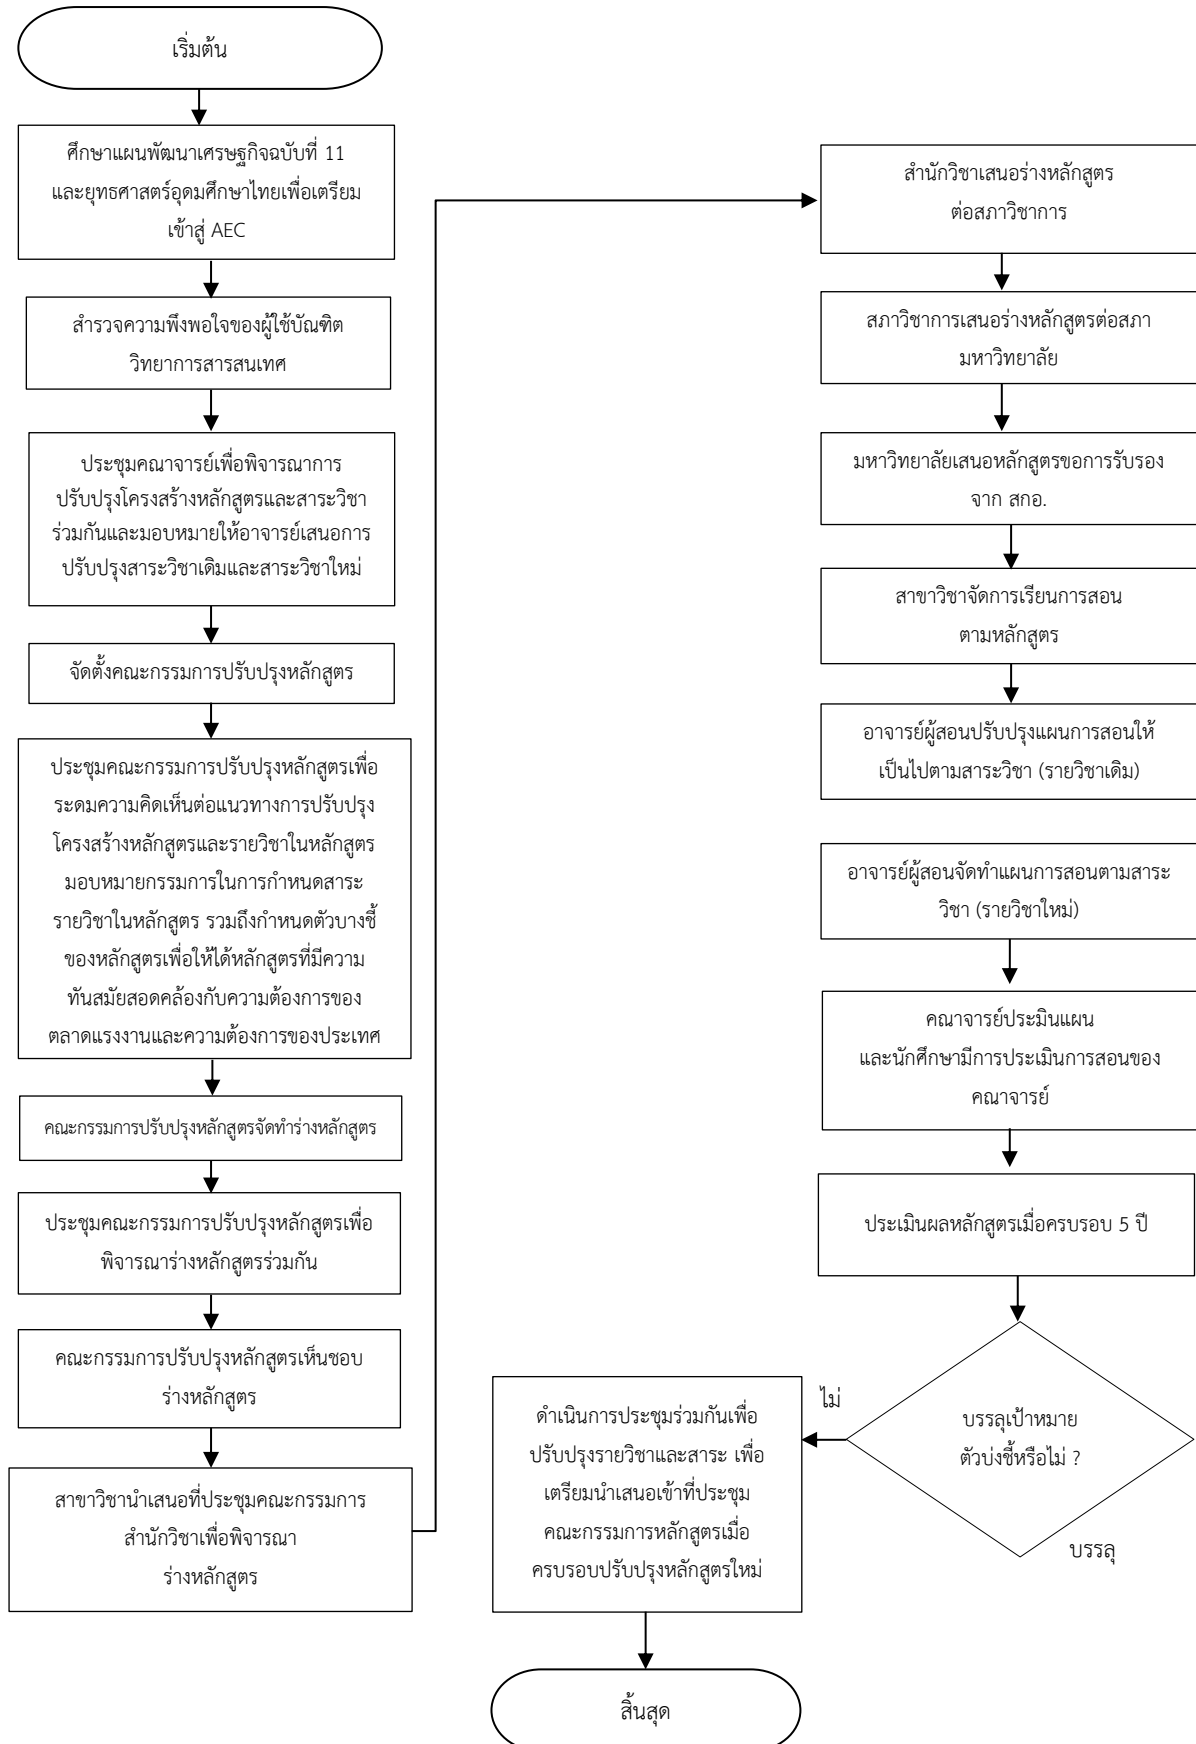 เริ่มต้น
ศึกษาแผนพัฒนาเศรษฐกิจฉบับที่ 11
และยุทธศาสตร์อุดมศึกษาไทยเพื่อเตรียม
เข้าสู่ AEC
สำรวจความพึงพอใจของผู้ใช้บัณฑิต
วิทยาการสารสนเทศ
ประชุมคณาจารย์เพื่อพิจารณาการ
ปรับปรุงโครงสร้างหลักสูตรและสาระวิชา
ร่วมกันและมอบหมายให้อาจารย์เสนอการ
ปรับปรุงสาระวิชาเดิมและสาระวิชาใหม่
จัดตั้งคณะกรรมการปรับปรุงหลักสูตร
ประชุมคณะกรรมการปรับปรุงหลักสูตรเพื่อ
ระดมความคิดเห็นต่อแนวทางการปรับปรุง
โครงสร้างหลักสูตรและรายวิชาในหลักสูตร
มอบหมายกรรมการในการกำหนดสาระ
รายวิชาในหลักสูตร รวมถึงกำหนดตัวบางชี้
ของหลักสูตรเพื่อให้ได้หลักสูตรที่มีความ
ทันสมัยสอดคล้องกับความต้องการของ
ตลาดแรงงานและความต้องการของประเทศ
คณะกรรมการปรับปรุงหลักสูตรจัดทำร่างหลักสูตร
ประชุมคณะกรรมการปรับปรุงหลักสูตรเพื่อ
พิจารณาร่างหลักสูตรร่วมกัน
คณะกรรมการปรับปรุงหลักสูตรเห็นชอบ
ร่างหลักสูตร
สาขาวิชานำเสนอที่ประชุมคณะกรรมการ
สำนักวิชาเพื่อพิจารณา
ร่างหลักสูตร
สำนักวิชาเสนอร่างหลักสูตร
ต่อสภาวิชาการ
สภาวิชาการเสนอร่างหลักสูตรต่อสภา
มหาวิทยาลัย
มหาวิทยาลัยเสนอหลักสูตรขอการรับรอง
จาก สกอ.
สาขาวิชาจัดการเรียนการสอน
ตามหลักสูตร
อาจารย์ผู้สอนปรับปรุงแผนการสอนให้
เป็นไปตามสาระวิชา (รายวิชาเดิม)
อาจารย์ผู้สอนจัดทำแผนการสอนตามสาระ
วิชา (รายวิชาใหม่)
คณาจารย์ประมินแผน
และนักศึกษามีการประเมินการสอนของ
คณาจารย์
ประเมินผลหลักสูตรเมื่อครบรอบ 5 ปี
บรรลุเป้าหมาย
ตัวบ่งชี้หรือไม่ ?
ไม่
บรรลุ
ดำเนินการประชุมร่วมกันเพื่อ
ปรับปรุงรายวิชาและสาระ เพื่อ
เตรียมนำเสนอเข้าที่ประชุม
คณะกรรมการหลักสูตรเมื่อ
ครบรอบปรับปรุงหลักสูตรใหม่
สิ้นสุด